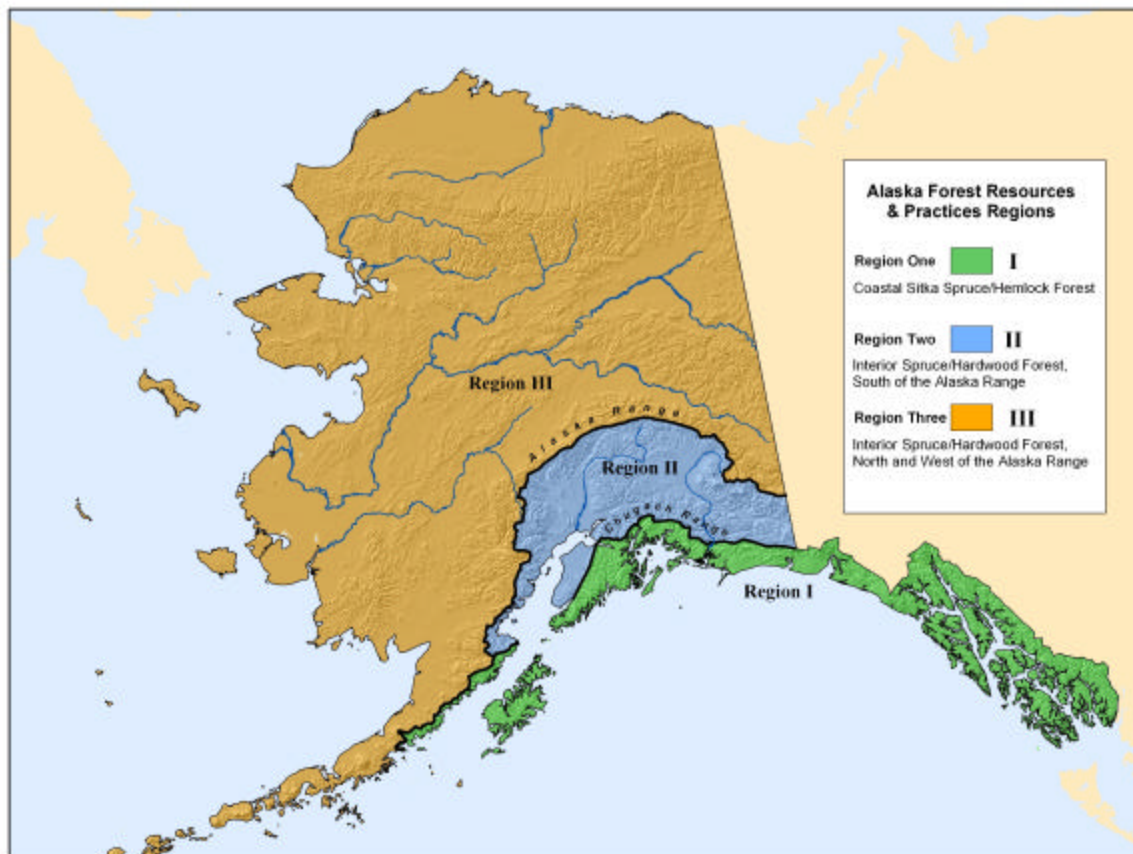 Alaska Forest Resources
& Practices Regions
Region One I
Coastal Sitka Spruce/Hemlock Forest
Region Two II
Interior Spruce/Hardwood Forest,
South of the Alaska Range
Region Three III
Interior Spruce/Hardwood Forest,
North and West of the Alaska Range
Region III
Alaska Range
Region II
Chugach Range
Region I